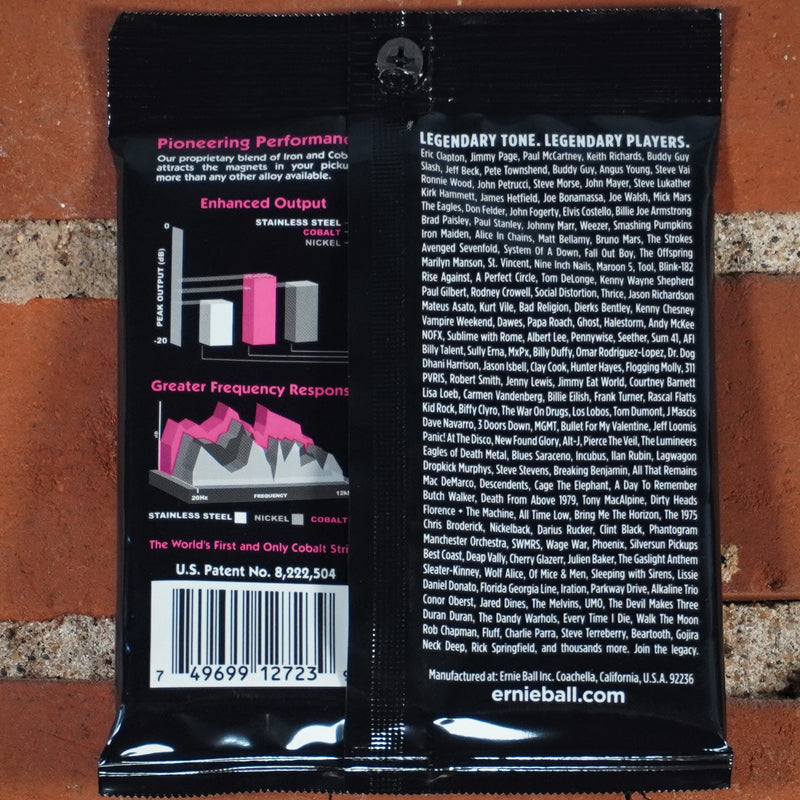 Pioneering Performanc
Our proprietary blend of Iron and Cob
attracts the magnets in your picku
more than any other alloy available.
Enhanced Output
STAINLESS STEEL
COBALT
NICKEL
0
PEAK OUTPUT (dB)
-20
Greater Frequency Respons
dB
20Hz
FREQUENCY
12k
STAINLESS STEEL NICKEL COBALT
The World's First and Only Cobalt Stri
U.S. Patent No. 8,222,504
7 49699 12723 9
LEGENDARY TONE. LEGENDARY PLAYERS.
Eric Clapton, Jimmy Page, Paul McCartney, Keith Richards, Buddy Guy
Slash, Jeff Beck, Pete Townshend, Buddy Guy, Angus Young, Steve Vai
Ronnie Wood, John Petrucci, Steve Morse, John Mayer, Steve Lukather
Kirk Hammett, James Hetfield, Joe Bonamassa, Joe Walsh, Mick Mars
The Eagles, Don Felder, John Fogerty, Elvis Costello, Billie Joe Armstrong
Brad Paisley, Paul Stanley, Johnny Marr, Weezer, Smashing Pumpkins
Iron Maiden, Alice In Chains, Matt Bellamy, Bruno Mars, The Strokes
Avenged Sevenfold, System Of A Down, Fall Out Boy, The Offspring
Marilyn Manson, St. Vincent, Nine Inch Nails, Maroon 5, Tool, Blink-182
Rise Against, A Perfect Circle, Tom DeLonge, Kenny Wayne Shepherd
Paul Gilbert, Rodney Crowell, Social Distortion, Thrice, Jason Richardson
Mateus Asato, Kurt Vile, Bad Religion, Dierks Bentley, Kenny Chesney
Vampire Weekend, Dawes, Papa Roach, Ghost, Halestorm, Andy McKee
NOFX, Sublime with Rome, Albert Lee, Pennywise, Seether, Sum 41, AFI
Billy Talent, Sully Erna, MxPx, Billy Duffy, Omar Rodriguez-Lopez, Dr. Dog
Dhani Harrison, Jason Isbell, Clay Cook, Hunter Hayes, Flogging Molly, 311
PVRIS, Robert Smith, Jenny Lewis, Jimmy Eat World, Courtney Barnett
Lisa Loeb, Carmen Vandenberg, Billie Eilish, Frank Turner, Rascal Flatts
Kid Rock, Biffy Clyro, The War On Drugs, Los Lobos, Tom Dumont, J Mascis
Dave Navarro, 3 Doors Down, MGMT, Bullet For My Valentine, Jeff Loomis
Panic! At The Disco, New Found Glory, Alt-J, Pierce The Veil, The Lumineers
Eagles of Death Metal, Blues Saraceno, Incubus, Ilan Rubin, Lagwagon
Dropkick Murphys, Steve Stevens, Breaking Benjamin, All That Remains
Mac DeMarco, Descendents, Cage The Elephant, A Day To Remember
Butch Walker, Death From Above 1979, Tony MacAlpine, Dirty Heads
Florence + The Machine, All Time Low, Bring Me The Horizon, The 1975
Chris Broderick, Nickelback, Darius Rucker, Clint Black, Phantogram
Manchester Orchestra, SWMRS, Wage War, Phoenix, Silversun Pickups
Best Coast, Deap Vally, Cherry Glazerr, Julien Baker, The Gaslight Anthem
Sleater-Kinney, Wolf Alice, Of Mice & Men, Sleeping with Sirens, Lissie
Daniel Donato, Florida Georgia Line, Iration, Parkway Drive, Alkaline Trio
Conor Oberst, Jared Dines, The Melvins, UMO, The Devil Makes Three
Duran Duran, The Dandy Warhols, Every Time I Die, Walk The Moon
Rob Chapman, Fluff, Charlie Parra, Steve Terreberry, Beartooth, Gojira
Neck Deep, Rick Springfield, and thousands more. Join the legacy.
Manufactured at: Ernie Ball Inc. Coachella, California, U.S.A. 92236
ernieball.com